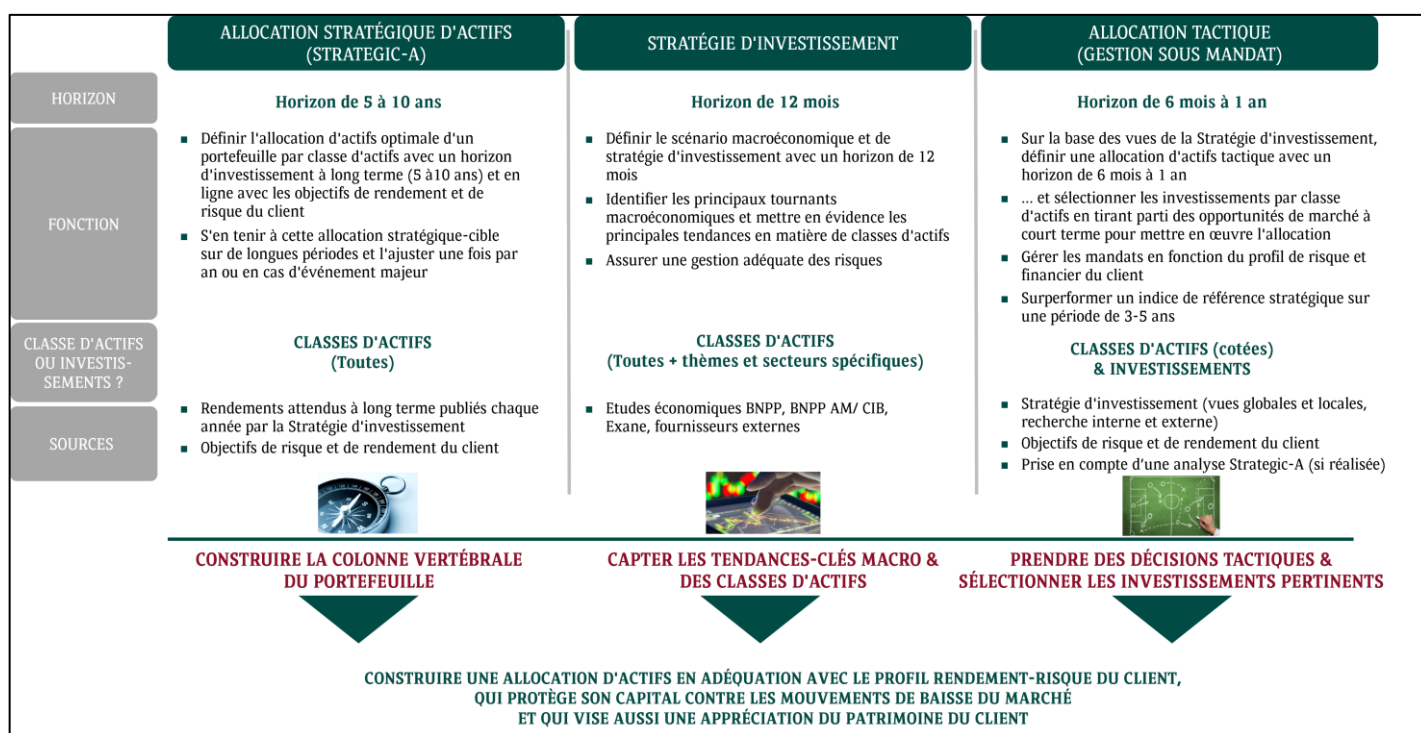 ALLOCATION STRATÉGIQUE D'ACTIFS
(STRATEGIC-A)
STRATÉGIE D'INVESTISSEMENT
ALLOCATION TACTIQUE
(GESTION SOUS MANDAT)
HORIZON
Horizon de 5 à 10 ans
Horizon de 12 mois
Horizon de 6 mois à 1 an
FONCTION
▪ Définir l'allocation d'actifs optimale d'un
portefeuille par classe d'actifs avec un horizon
d'investissement à long terme (5 à10 ans) et en
ligne avec les objectifs de rendement et de
risque du client
▪ S'en tenir à cette allocation stratégique-cible
sur de longues périodes et l'ajuster une fois par
an ou en cas d'événement majeur
▪ Définir le scénario macroéconomique et de
stratégie d'investissement avec un horizon de 12
mois
▪ Identifier les principaux tournants
macroéconomiques et mettre en évidence les
principales tendances en matière de classes d'actifs
▪ Assurer une gestion adéquate des risques
▪ Sur la base des vues de la Stratégie d'investissement,
définir une allocation d'actifs tactique avec un
horizon de 6 mois à 1 an
▪ ... et sélectionner les investissements par classe
d'actifs en tirant parti des opportunités de marché à
court terme pour mettre en œuvre l'allocation
▪ Gérer les mandats en fonction du profil de risque et
financier du client
▪ Surperformer un indice de référence stratégique sur
une période de 3-5 ans
CLASSE D'ACTIFS
OU INVESTIS-
SEMENTS ?
CLASSES D'ACTIFS
(Toutes)
CLASSES D'ACTIFS
(Toutes + thèmes et secteurs spécifiques)
CLASSES D'ACTIFS (cotées)
& INVESTISSEMENTS
SOURCES
▪ Rendements attendus à long terme publiés chaque
année par la Stratégie d'investissement
▪ Objectifs de risque et de rendement du client
▪ Etudes économiques BNPP, BNPP AM/ CIB,
Exane, fournisseurs externes
▪ Stratégie d'investissement (vues globales et locales,
recherche interne et externe)
▪ Objectifs de risque et de rendement du client
▪ Prise en compte d'une analyse Strategic-A (si réalisée)
CONSTRUIRE LA COLONNE VERTÉBRALE
DU PORTEFEUILLE
CAPTER LES TENDANCES-CLÉS MACRO &
DES CLASSES D'ACTIFS
PRENDRE DES DÉCISIONS TACTIQUES &
SÉLECTIONNER LES INVESTISSEMENTS PERTINENTS
CONSTRUIRE UNE ALLOCATION D'ACTIFS EN ADÉQUATION AVEC LE PROFIL RENDEMENT-RISQUE DU CLIENT,
QUI PROTÈGE SON CAPITAL CONTRE LES MOUVEMENTS DE BAISSE DU MARCHÉ
ET QUI VISE AUSSI UNE APPRÉCIATION DU PATRIMOINE DU CLIENT